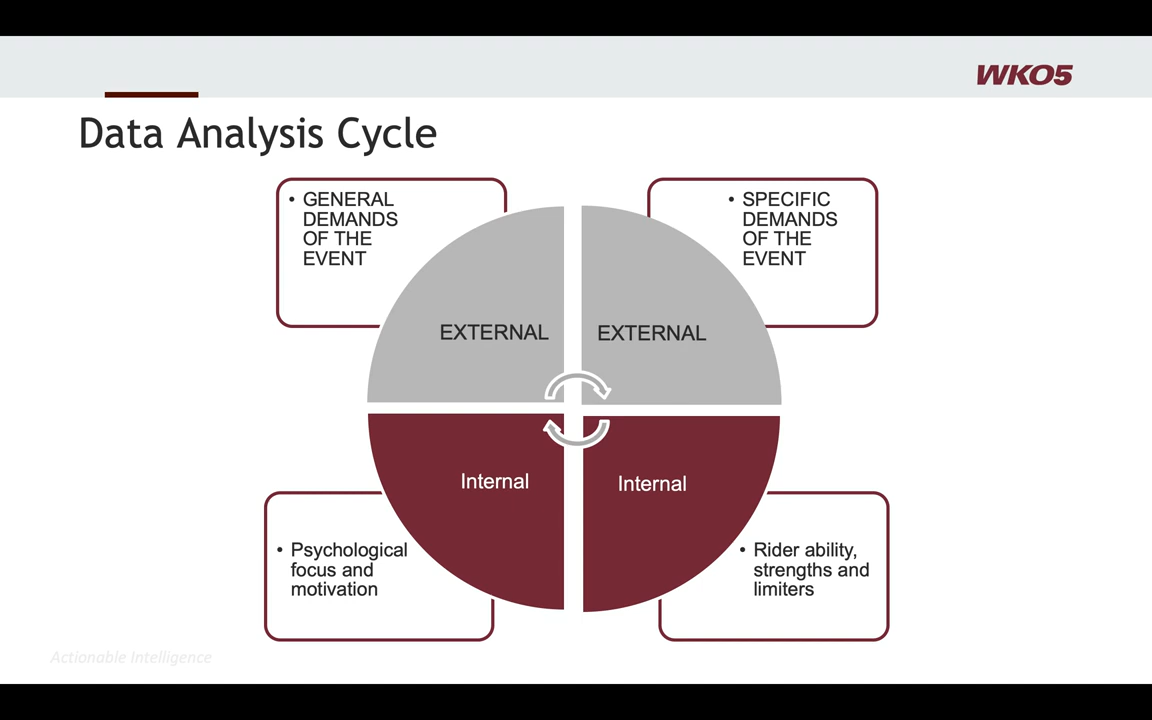 WKO5
Data Analysis Cycle
• GENERAL
DEMANDS
OF THE
EVENT
• SPECIFIC
DEMANDS
OF THE
EVENT
EXTERNAL
EXTERNAL
Internal
Internal
• Psychological
focus and
motivation
• Rider ability,
strengths and
limiters
Actionable Intelligence